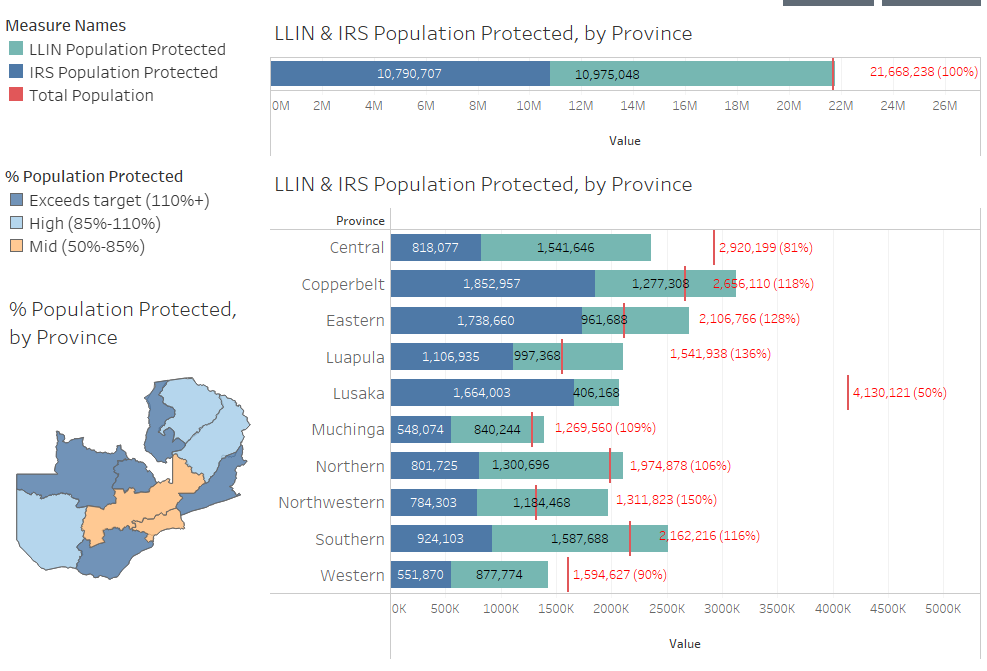 Measure Names
LLIN Population Protected
IRS Population Protected
Total Population
LLIN & IRS Population Protected, by Province
10,790,707 10,975,048 21,668,238 (100%)
0M 2M 4M 6M 8M 10M 12M 14M 16M 18M 20M 22M 24M 26M
Value
% Population Protected
Exceeds target (110%+)
High (85%-110%)
Mid (50%-85%)
% Population Protected,
by Province
LLIN & IRS Population Protected, by Province
Province
Central 818,077 1,541,646 2,920,199 (81%)
Copperbelt 1,852,957 1,277,308 2,656,110 (118%)
Eastern 1,738,660 961,688 2,106,766 (128%)
Luapula 1,106,935 997,368 1,541,938 (136%)
Lusaka 1,664,003 406,168 4,130,121 (50%)
Muchinga 548,074 840,244 1,269,560 (109%)
Northern 801,725 1,300,696 1,974,878 (106%)
Northwestern 784,303 1,184,468 1,311,823 (150%)
Southern 924,103 1,587,688 2,162,216 (116%)
Western 551,870 877,774 1,594,627 (90%)
0K 500K 1000K 1500K 2000K 2500K 3000K 3500K 4000K 4500K 5000K
Value